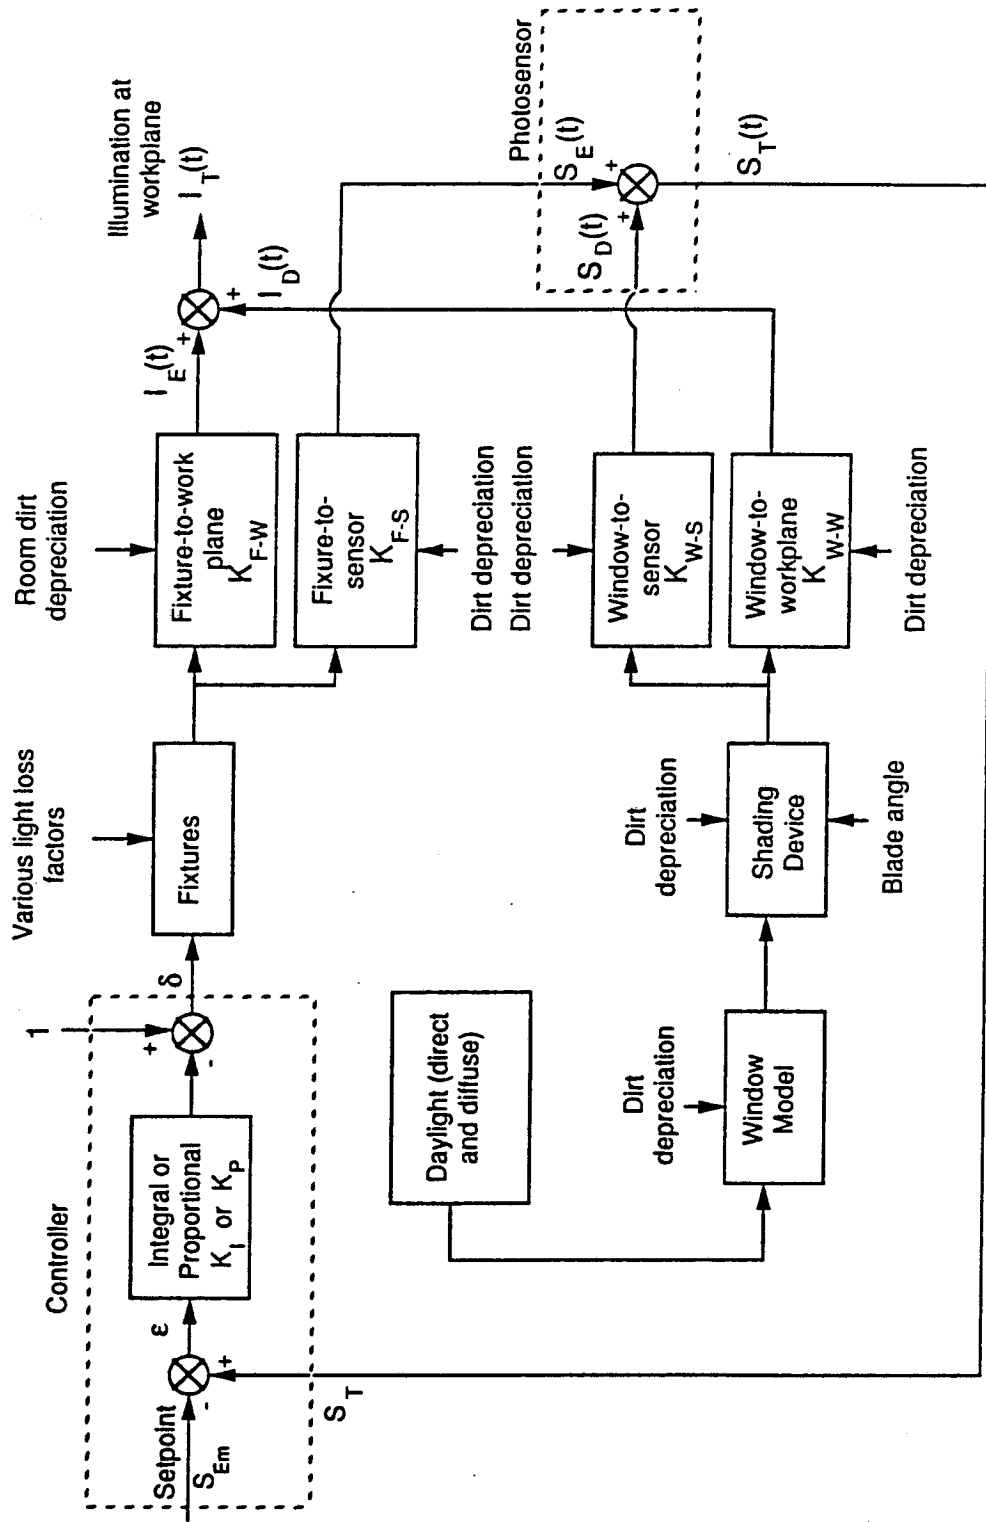 Controller
Setpoint
S_Em
-
+
S_T
ε
Integral or
Proportional
K_I or K_P
1
+
-
δ
Various light loss
factors
Fixtures
Room dirt
depreciation
Fixture-to-work
plane
K_F-W
Fixure-to-
sensor
K_F-S
Dirt depreciation
I_E(t)
+
+
I_D(t)
Illumination at
workplane
I_T(t)
Daylight (direct
and diffuse)
Dirt
depreciation
Window
Model
Dirt
depreciation
Shading
Device
Blade angle
Dirt depreciation
Window-to-
sensor
K_W-S
Window-to-
workplane
K_W-W
Dirt depreciation
Photosensor
S_E(t)
+
+
S_D(t)
S_T(t)